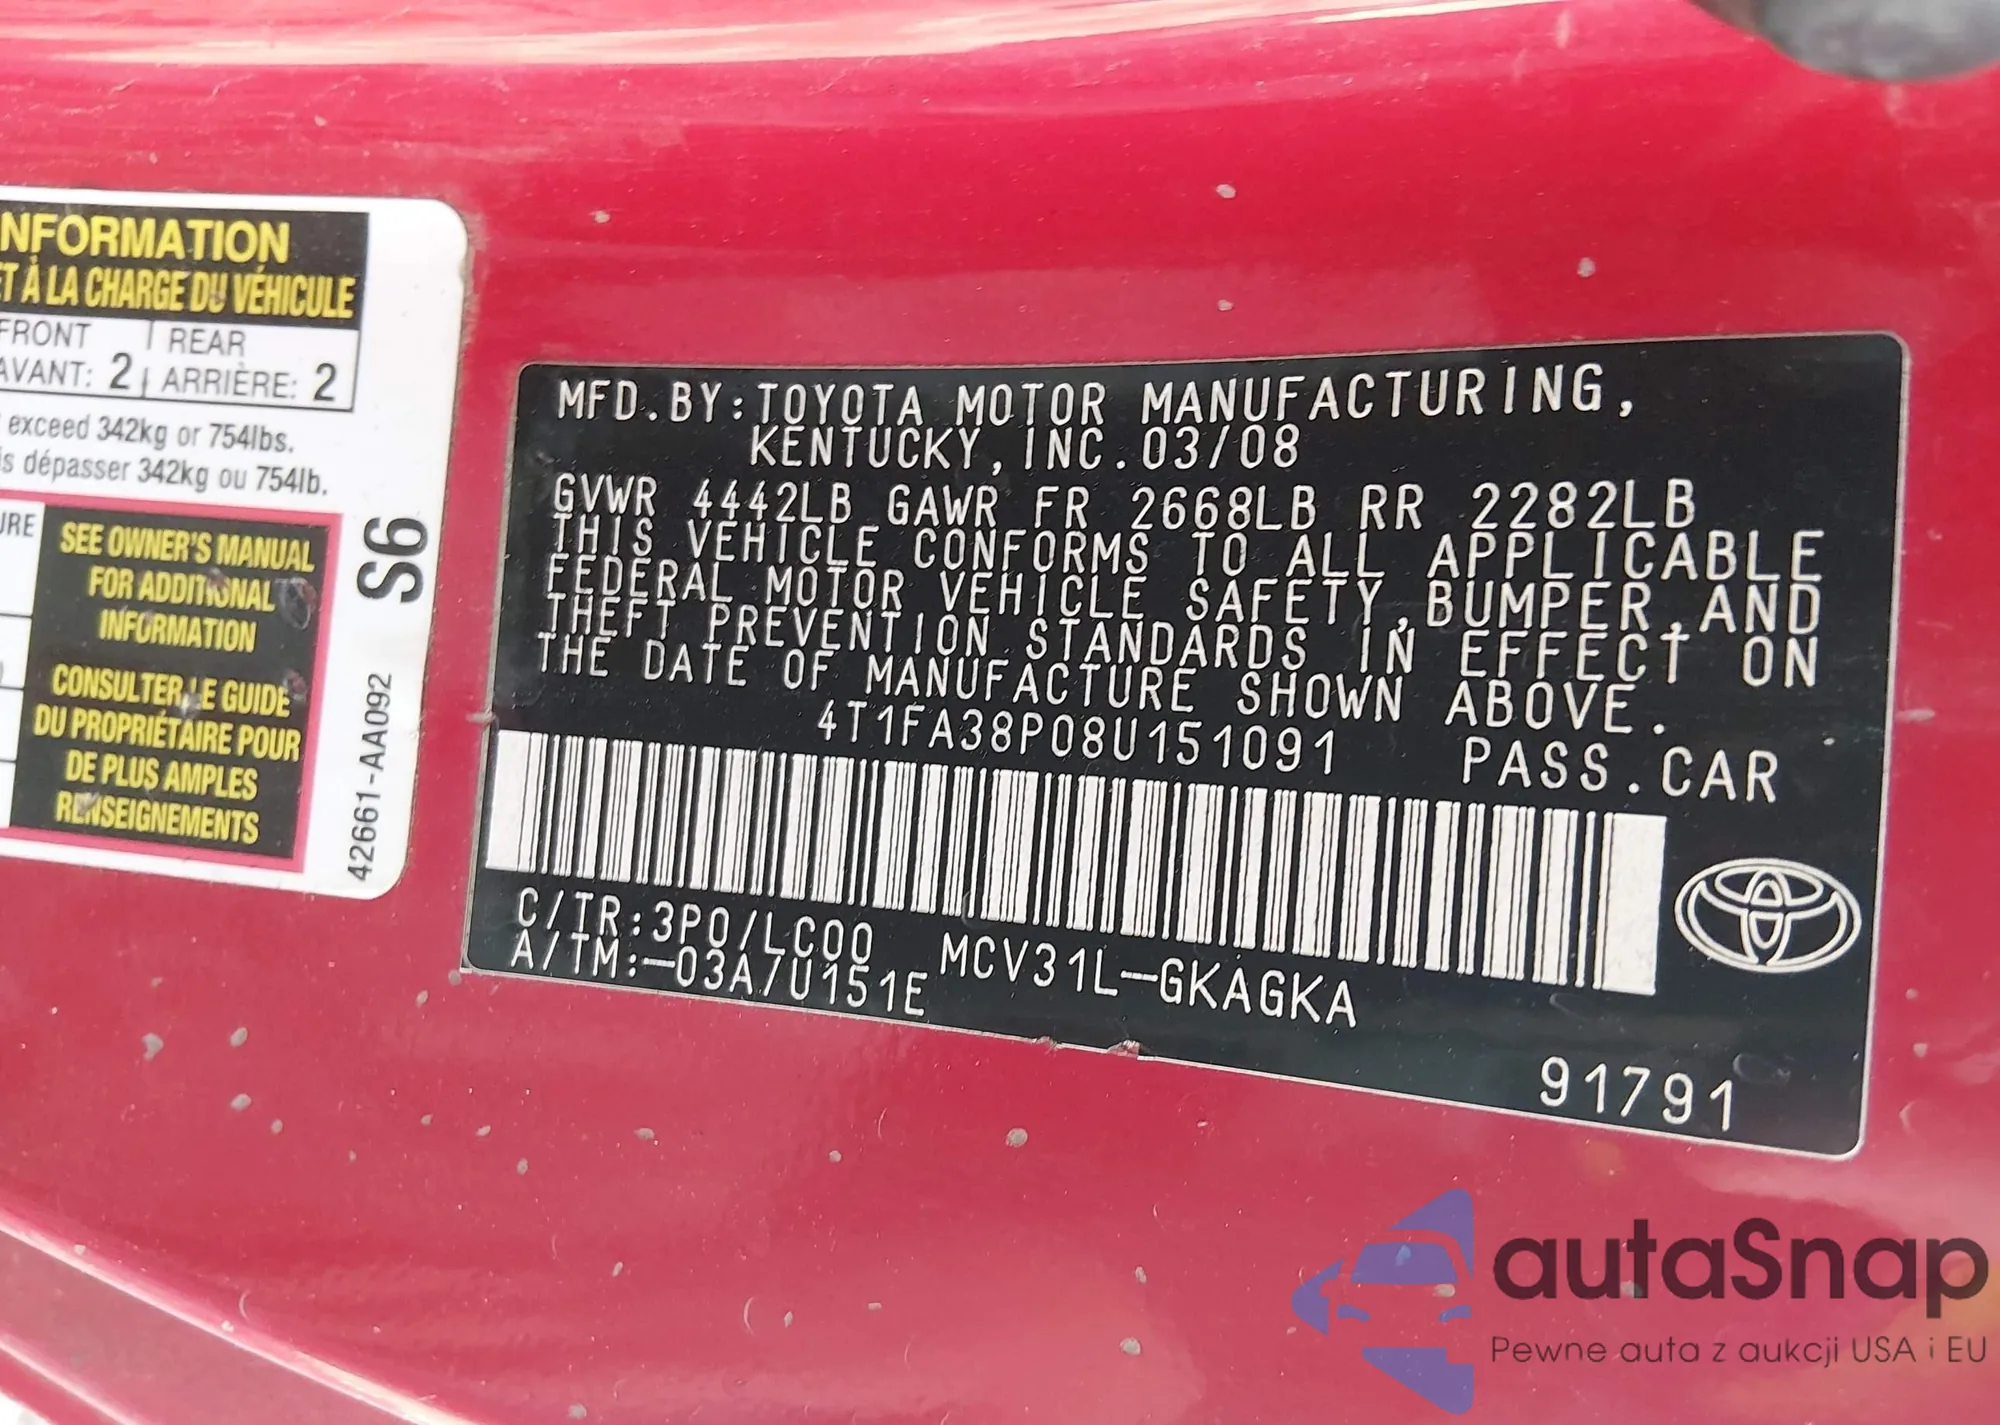 NFORMATION
ET À LA CHARGE DU VÉHICULE
FRONT
AVANT: 2
REAR
ARRIÈRE: 2
exceed 342kg or 754lbs.
is dépasser 342kg ou 754lb.
URE
SEE OWNER'S MANUAL
FOR ADDITIONAL
INFORMATION
CONSULTER LE GUIDE
DU PROPRIÉTAIRE POUR
DE PLUS AMPLES
RENSEIGNEMENTS
S6
42661-AA092
MFD.BY:TOYOTA MOTOR MANUFACTURING,
KENTUCKY,INC.03/08
GVWR 4442LB GAWR FR 2668LB RR 2282LB
THIS VEHICLE CONFORMS TO ALL APPLICABLE
FEDERAL MOTOR VEHICLE SAFETY,BUMPER,AND
THEFT PREVENTION STANDARDS IN EFFECT ON
THE DATE OF MANUFACTURE SHOWN ABOVE.
4T1FA38P08U151091 PASS.CAR
C/TR:3P0/LC00 MCV31L-GKAGKA
A/TM:-03A/U151E
91791
autaSnap
Pewne auta z aukcji USA i EU